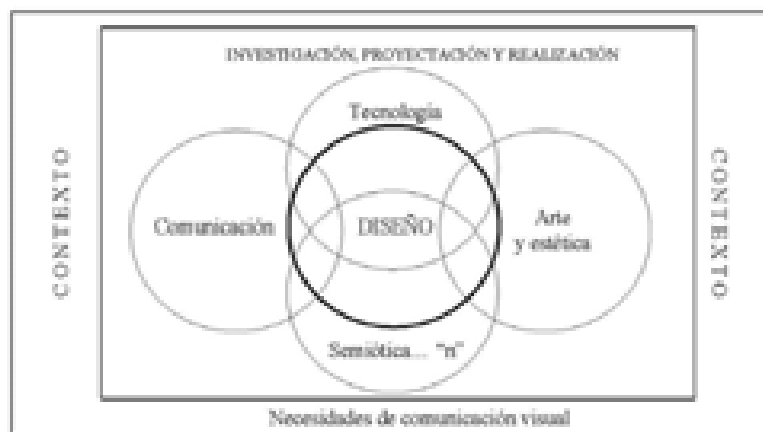 INVESTIGACIÓN, PROYECTACIÓN Y REALIZACIÓN
Tecnología
CONTEXTO
Comunicación
DISEÑO
Arte
y estética
CONTEXTO
Semiótica... "n"
Necesidades de comunicación visual